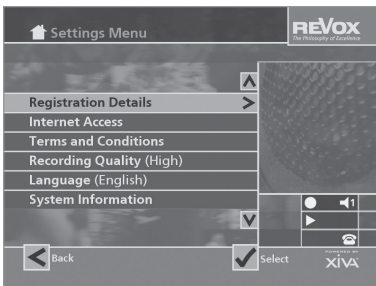 Settings Menu
REVOX
The Philosophy of Excellence
Registration Details
Internet Access
Terms and Conditions
Recording Quality (High)
Language (English)
System Information
1
Back
Select
POWERED BY
XiVA